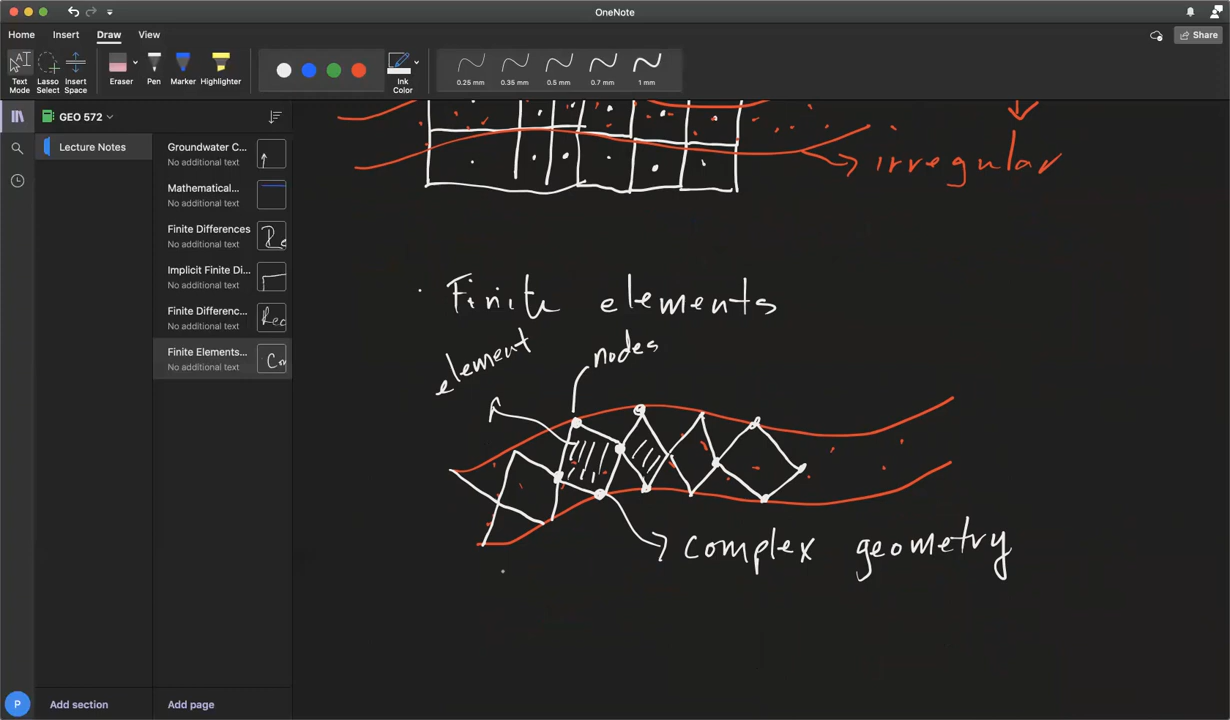 OneNote
Home Insert Draw View
Share
Text Mode
Lasso Select
Insert Space
Eraser
Pen
Marker
Highlighter
Ink Color
0.25 mm
0.35 mm
0.5 mm
0.7 mm
1 mm
GEO 572
Lecture Notes
Groundwater C...
No additional text
Mathematical...
No additional text
Finite Differences
No additional text
Implicit Finite Di...
No additional text
Finite Differenc...
No additional text
Finite Elements...
No additional text
irregular
Finite elements
element
nodes
complex geometry
P
Add section
Add page